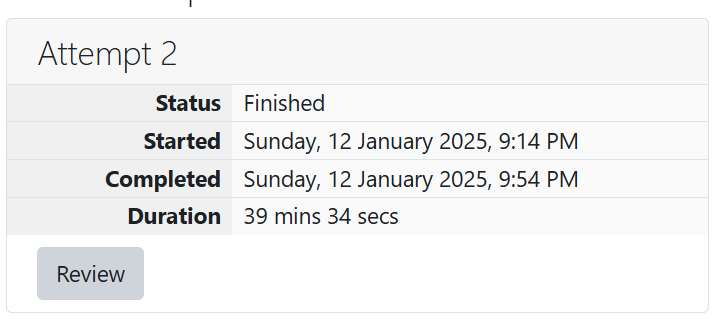 Attempt 2
Status Finished
Started Sunday, 12 January 2025, 9:14 PM
Completed Sunday, 12 January 2025, 9:54 PM
Duration 39 mins 34 secs
Review